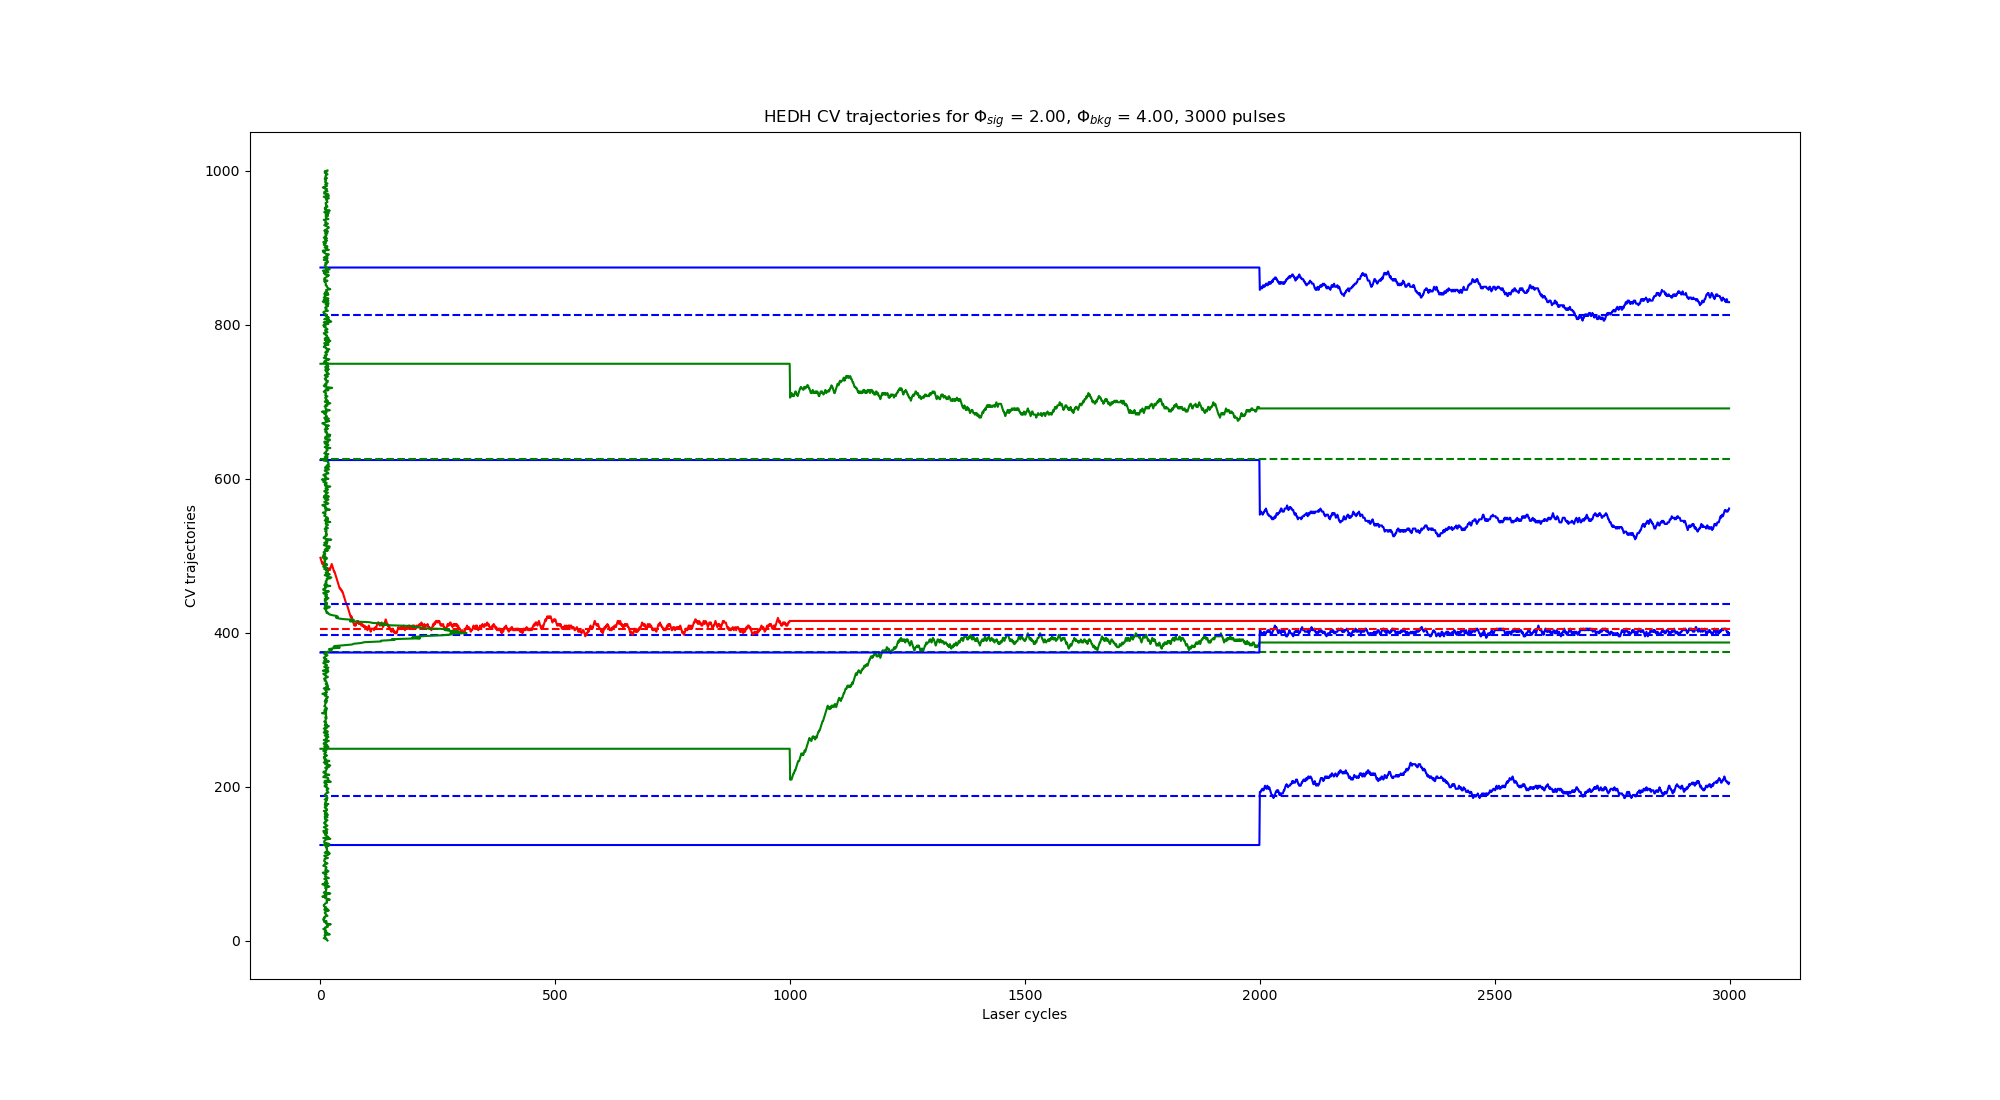 HEDH CV trajectories for Φsig = 2.00, Φbkg = 4.00, 3000 pulses
1000
800
600
400
200
0
CV trajectories
0 500 1000 1500 2000 2500 3000
Laser cycles